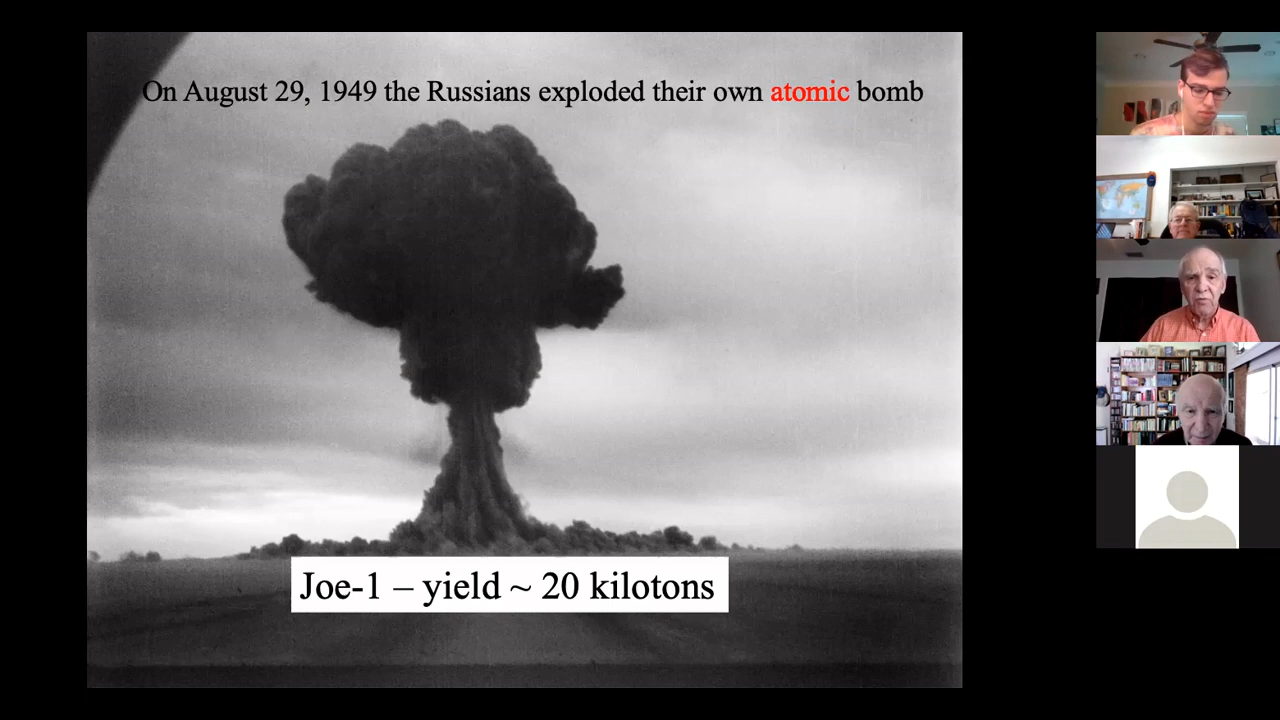 On August 29, 1949 the Russians exploded their own atomic bomb
Joe-1 – yield ~ 20 kilotons